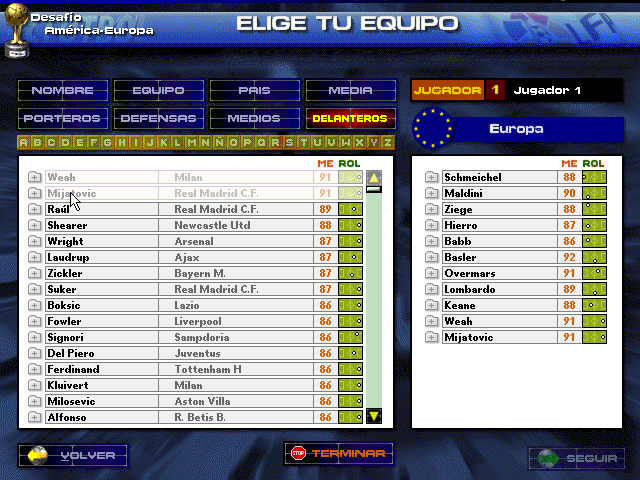 Desafío
América-Europa
ELIGE TU EQUIPO
LFP
NOMBRE EQUIPO PAIS MEDIA
PORTEROS DEFENSAS MEDIOS DELANTEROS
A B C D E F G H I J K L M N Ñ O P Q R S T U V W X Y Z
JUGADOR 1 Jugador 1
Europa
ME ROL
Weah Milan 91
Mijatovic Real Madrid C.F. 91
Raúl Real Madrid C.F. 89
Shearer Newcastle Utd 88
Wright Arsenal 87
Laudrup Ajax 87
Zickler Bayern M. 87
Suker Real Madrid C.F. 87
Boksic Lazio 86
Fowler Liverpool 86
Signori Sampdoria 86
Del Piero Juventus 86
Ferdinand Tottenham H 86
Kluivert Milan 86
Milosevic Aston Villa 86
Alfonso R. Betis B. 86
ME ROL
Schmeichel 88
Maldini 90
Ziege 88
Hierro 87
Babb 86
Basler 92
Overmars 91
Lombardo 89
Keane 88
Weah 91
Mijatovic 91
VOLVER
STOP TERMINAR
SEGUIR